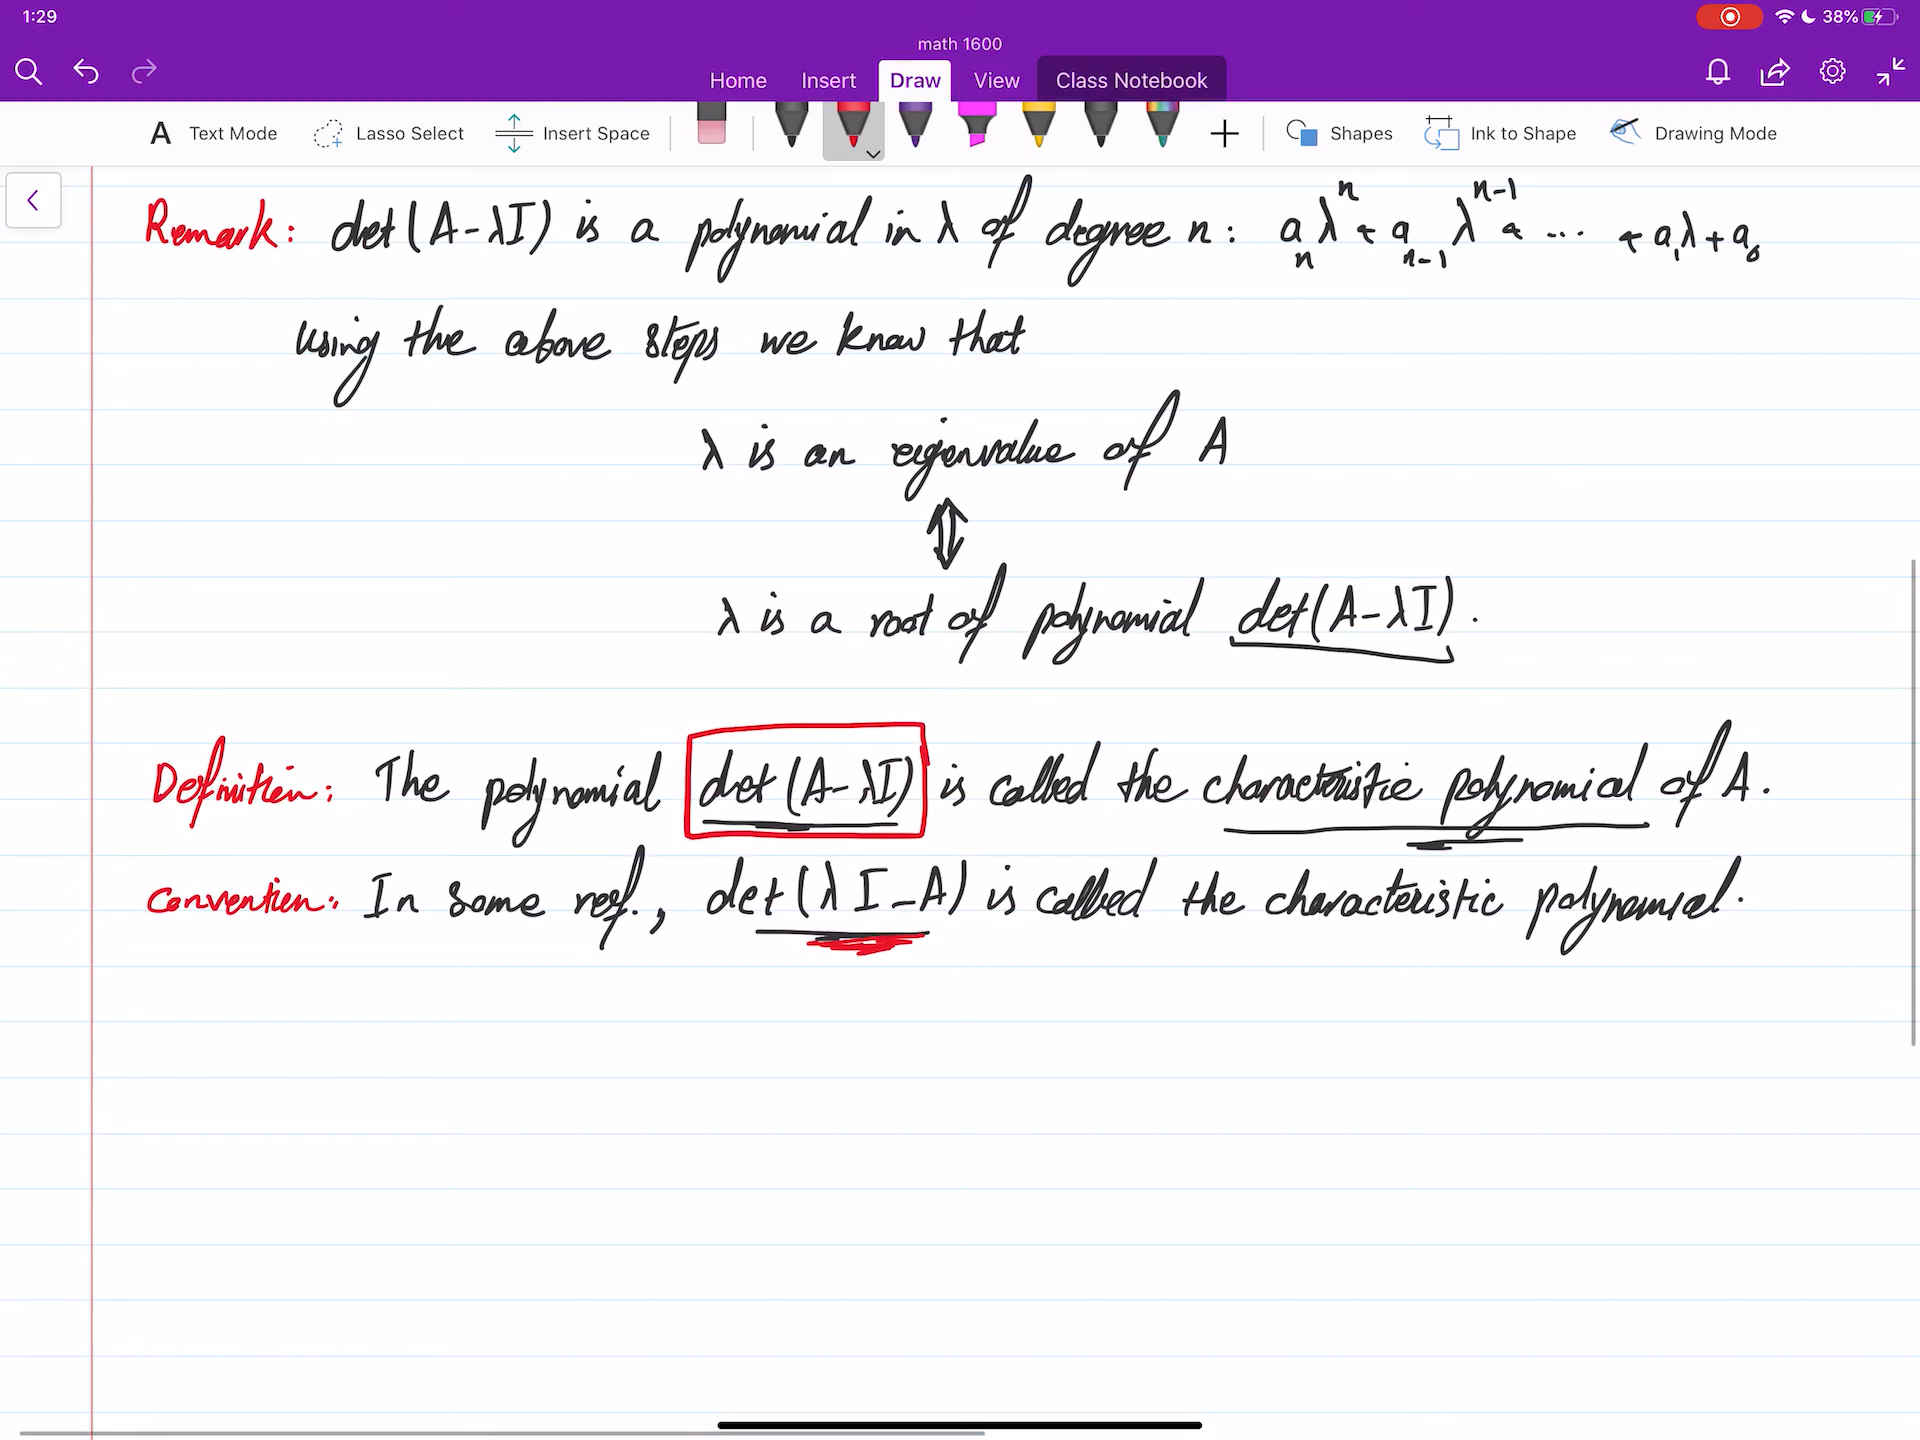 1:29
38%
math 1600
Home Insert Draw View Class Notebook
A Text Mode Lasso Select Insert Space Shapes Ink to Shape Drawing Mode
Remark: det(A-λI) is a polynomial in λ of degree n: aₙλⁿ + aₙ₋₁λⁿ⁻¹ + ... + a₁λ + a₀
Using the above steps we know that
λ is an eigenvalue of A
⇕
λ is a root of polynomial det(A-λI).
Definition: The polynomial det(A-λI) is called the characteristic polynomial of A.
Convention: In some ref., det(λI-A) is called the characteristic polynomial.